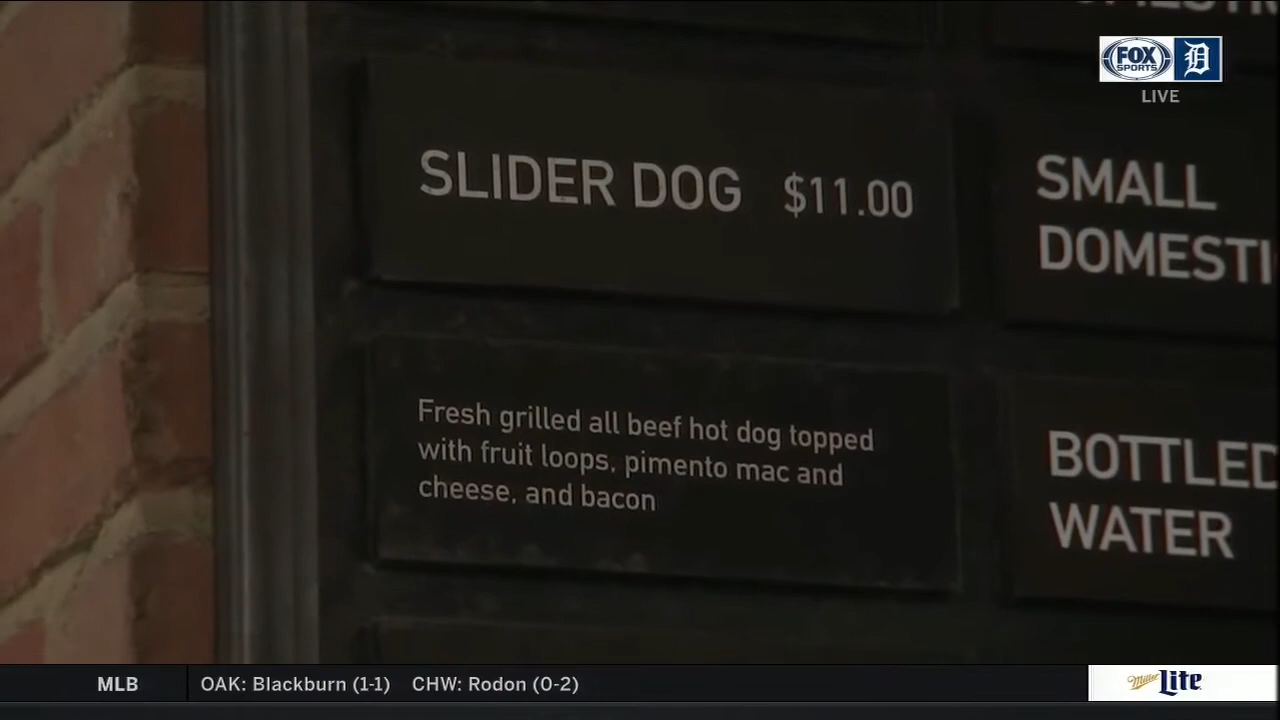 FOX
SPORTS
D
LIVE
SLIDER DOG $11.00
SMALL
DOMESTI
Fresh grilled all beef hot dog topped
with fruit loops, pimento mac and
cheese, and bacon
BOTTLED
WATER
MLB OAK: Blackburn (1-1) CHW: Rodon (0-2)
Miller Lite